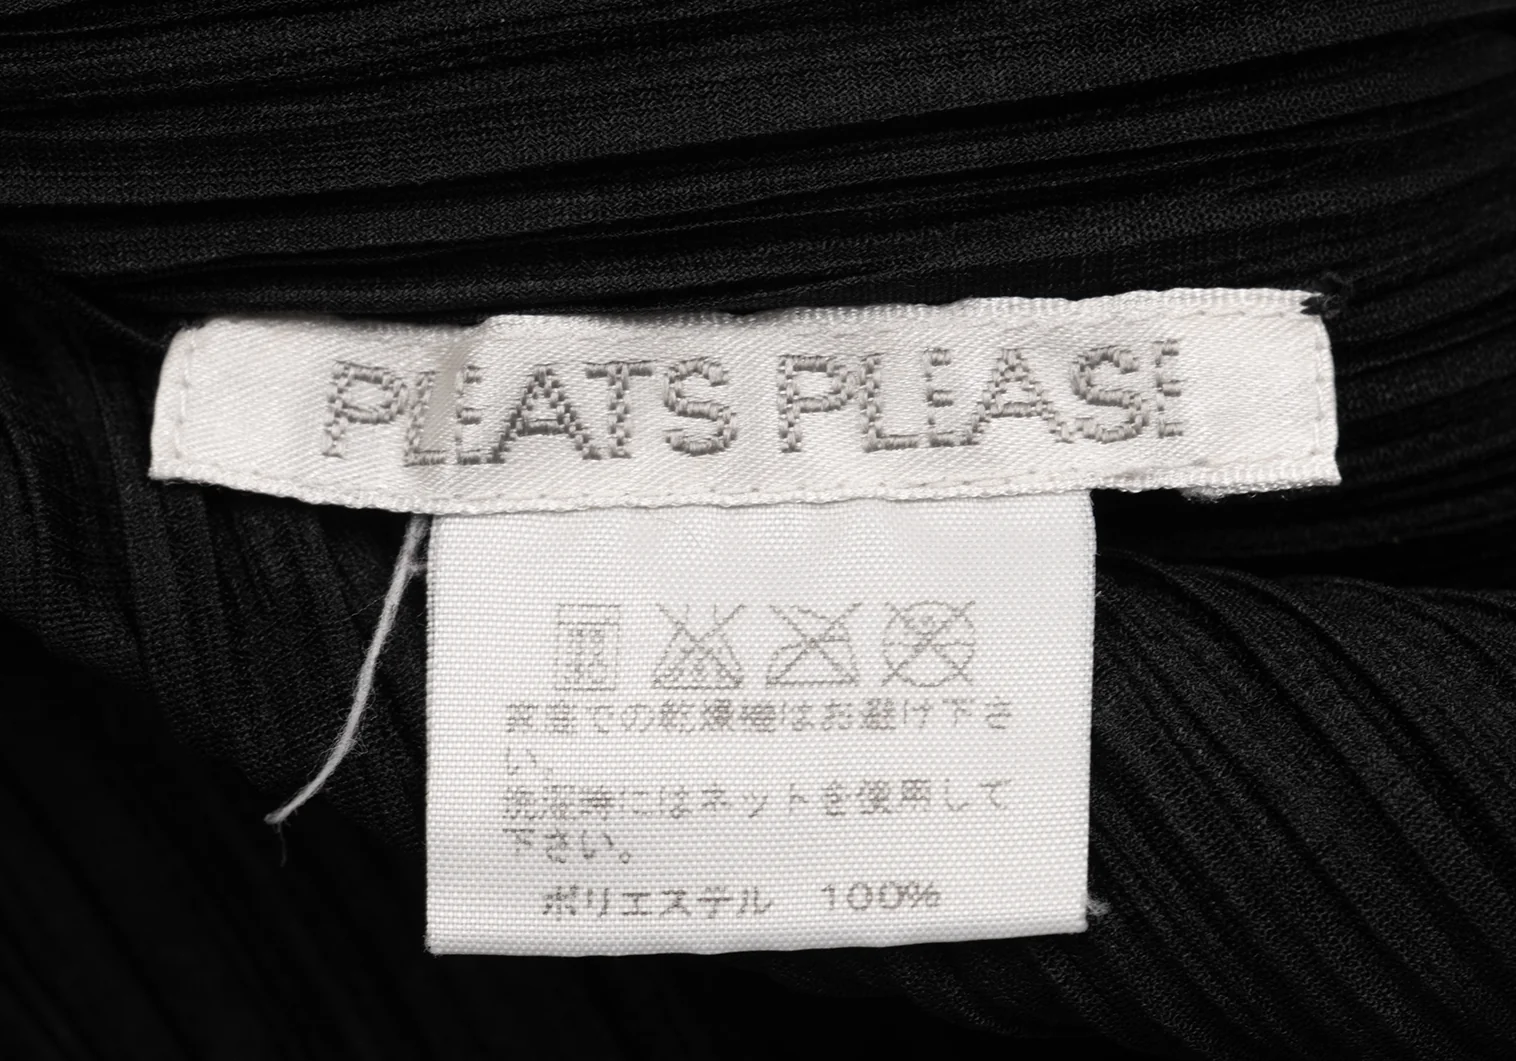 PLEATS PLEASE
家庭での乾燥機はお避け下さ
い。
洗濯時にはネットを使用して
下さい。
ポリエステル 100%